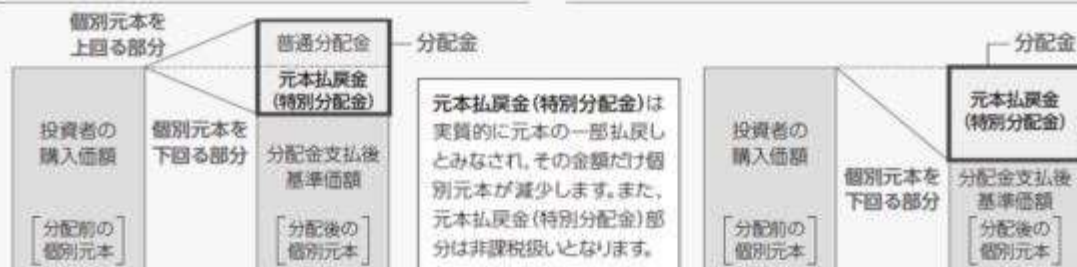 個別元本を
上回る部分
普通分配金
分配金
元本払戻金
(特別分配金)
投資者の
購入価額
個別元本を
下回る部分
分配金支払後
基準価額
分配前の
個別元本
分配後の
個別元本
元本払戻金(特別分配金)は
実質的に元本の一部払戻し
とみなされ、その金額だけ個
別元本が減少します。また、
元本払戻金(特別分配金)部
分は非課税扱いとなります。
分配金
元本払戻金
(特別分配金)
投資者の
購入価額
個別元本を
下回る部分
分配金支払後
基準価額
分配前の
個別元本
分配後の
個別元本